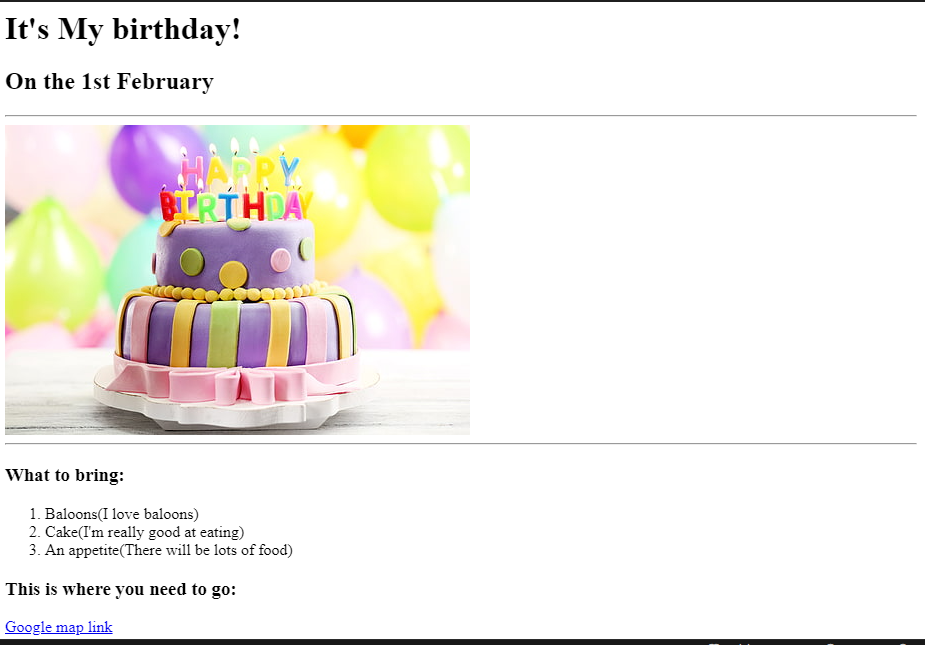 It's My birthday!
On the 1st February
HAPPY
BIRTHDAY
What to bring:
1. Baloons(I love baloons)
2. Cake(I'm really good at eating)
3. An appetite(There will be lots of food)
This is where you need to go:
Google map link